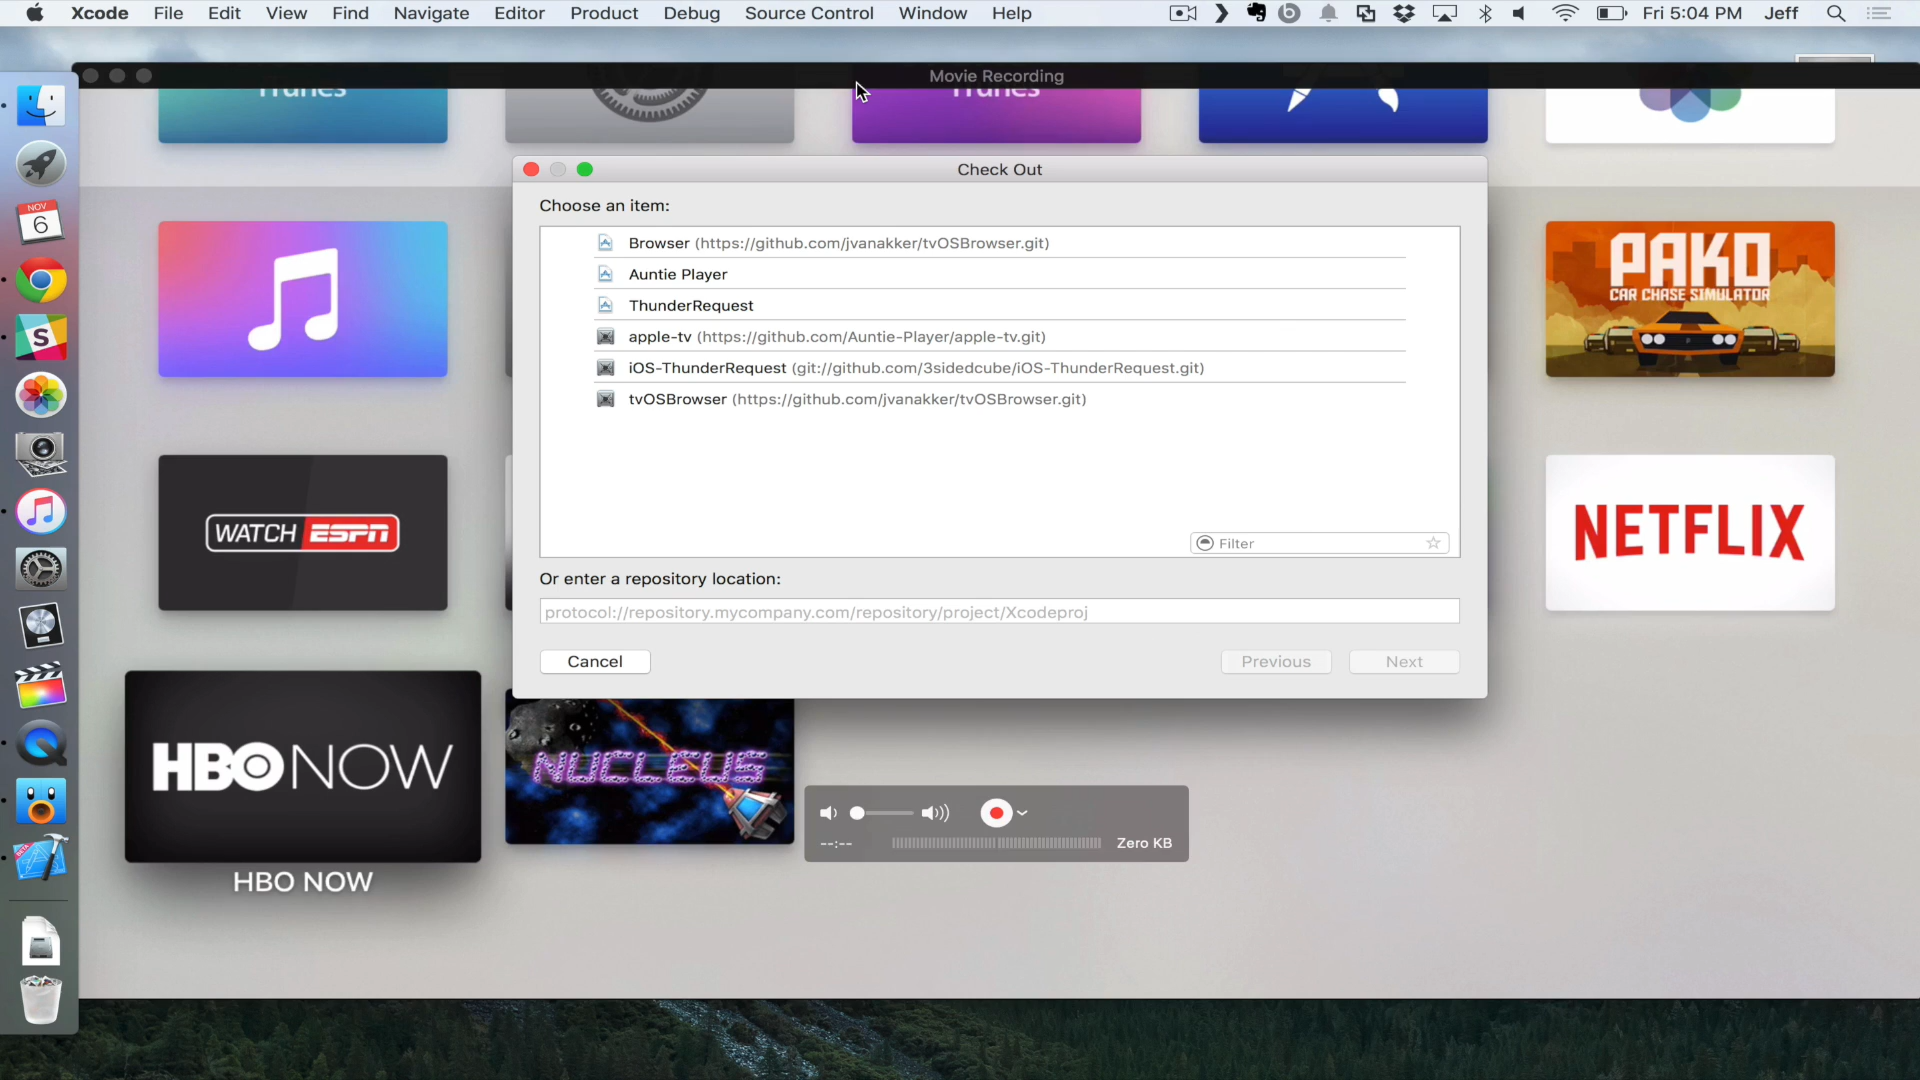 Xcode File Edit View Find Navigate Editor Product Debug Source Control Window Help Fri 5:04 PM Jeff
Movie Recording
iTunes
iTunes
Check Out
Choose an item:
Browser (https://github.com/jvanakker/tvOSBrowser.git)
Auntie Player
ThunderRequest
apple-tv (https://github.com/Auntie-Player/apple-tv.git)
iOS-ThunderRequest (git://github.com/3sidedcube/iOS-ThunderRequest.git)
tvOSBrowser (https://github.com/jvanakker/tvOSBrowser.git)
Filter
Or enter a repository location:
protocol://repository.mycompany.com/repository/project/Xcodeproj
Cancel
Previous
Next
NOV
6
S
PAKO
CAR CHASE SIMULATOR
WATCH ESPN
NETFLIX
HBO NOW
HBO NOW
NUCLEUS
--:--
Zero KB
BETA